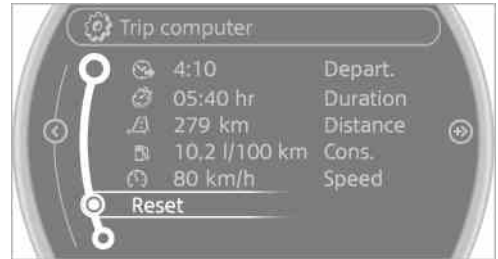 Trip computer
4:10 Depart.
05:40 hr Duration
279 km Distance
10,2 l/100 km Cons.
80 km/h Speed
Reset